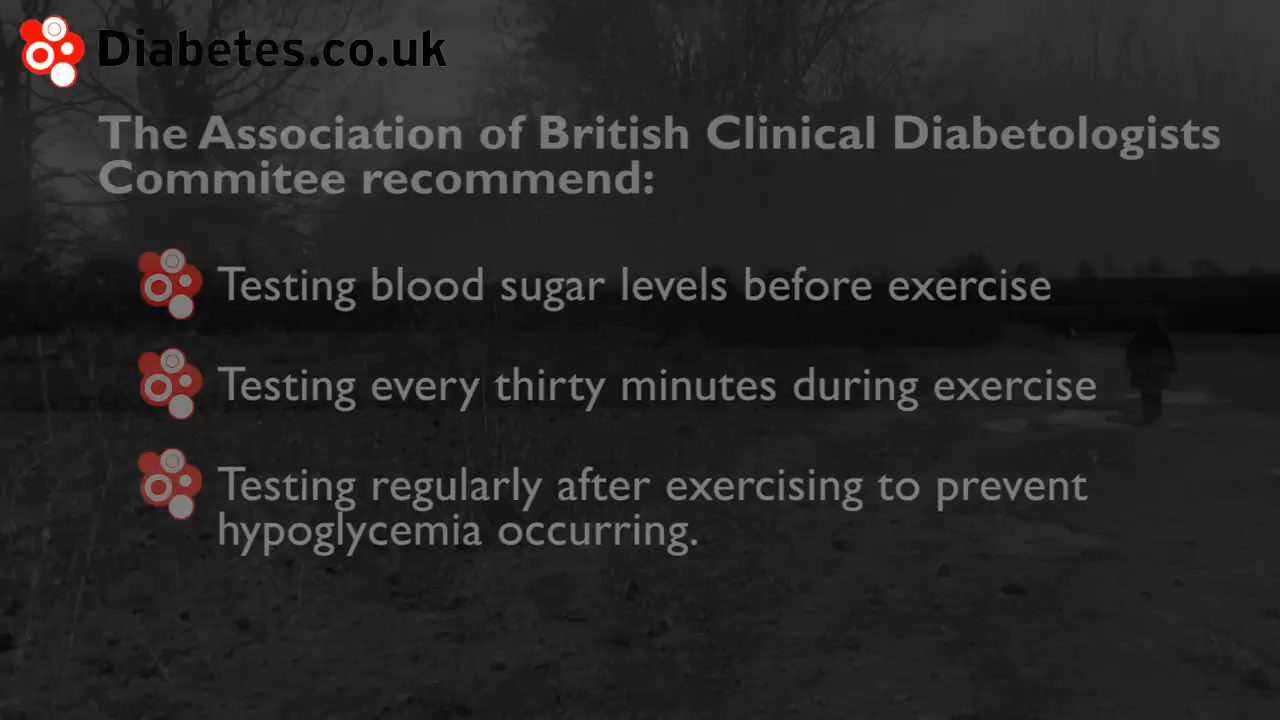 Diabetes.co.uk
The Association of British Clinical Diabetologists
Commitee recommend:
Testing blood sugar levels before exercise
Testing every thirty minutes during exercise
Testing regularly after exercising to prevent
hypoglycemia occurring.